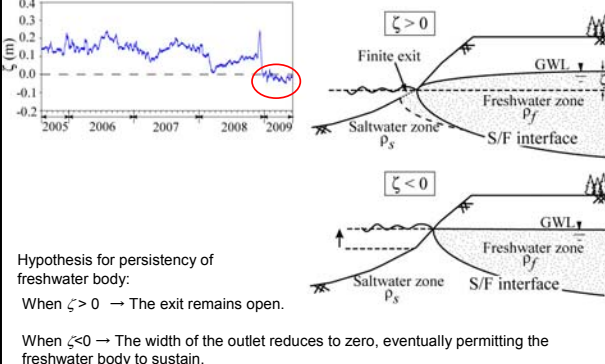 0.4
0.3
0.2
0.1
0.0
-0.1
-0.2
ζ (m)
2005 2006 2007 2008 2009
ζ > 0
Finite exit
GWL
ζ
Freshwater zone
ρf
Saltwater zone
ρs
S/F interface
ζ < 0
GWL
Freshwater zone
ρf
Saltwater zone
ρs
S/F interface
Hypothesis for persistency of
freshwater body:
When ζ > 0 → The exit remains open.
When ζ<0 → The width of the outlet reduces to zero, eventually permitting the
freshwater body to sustain.